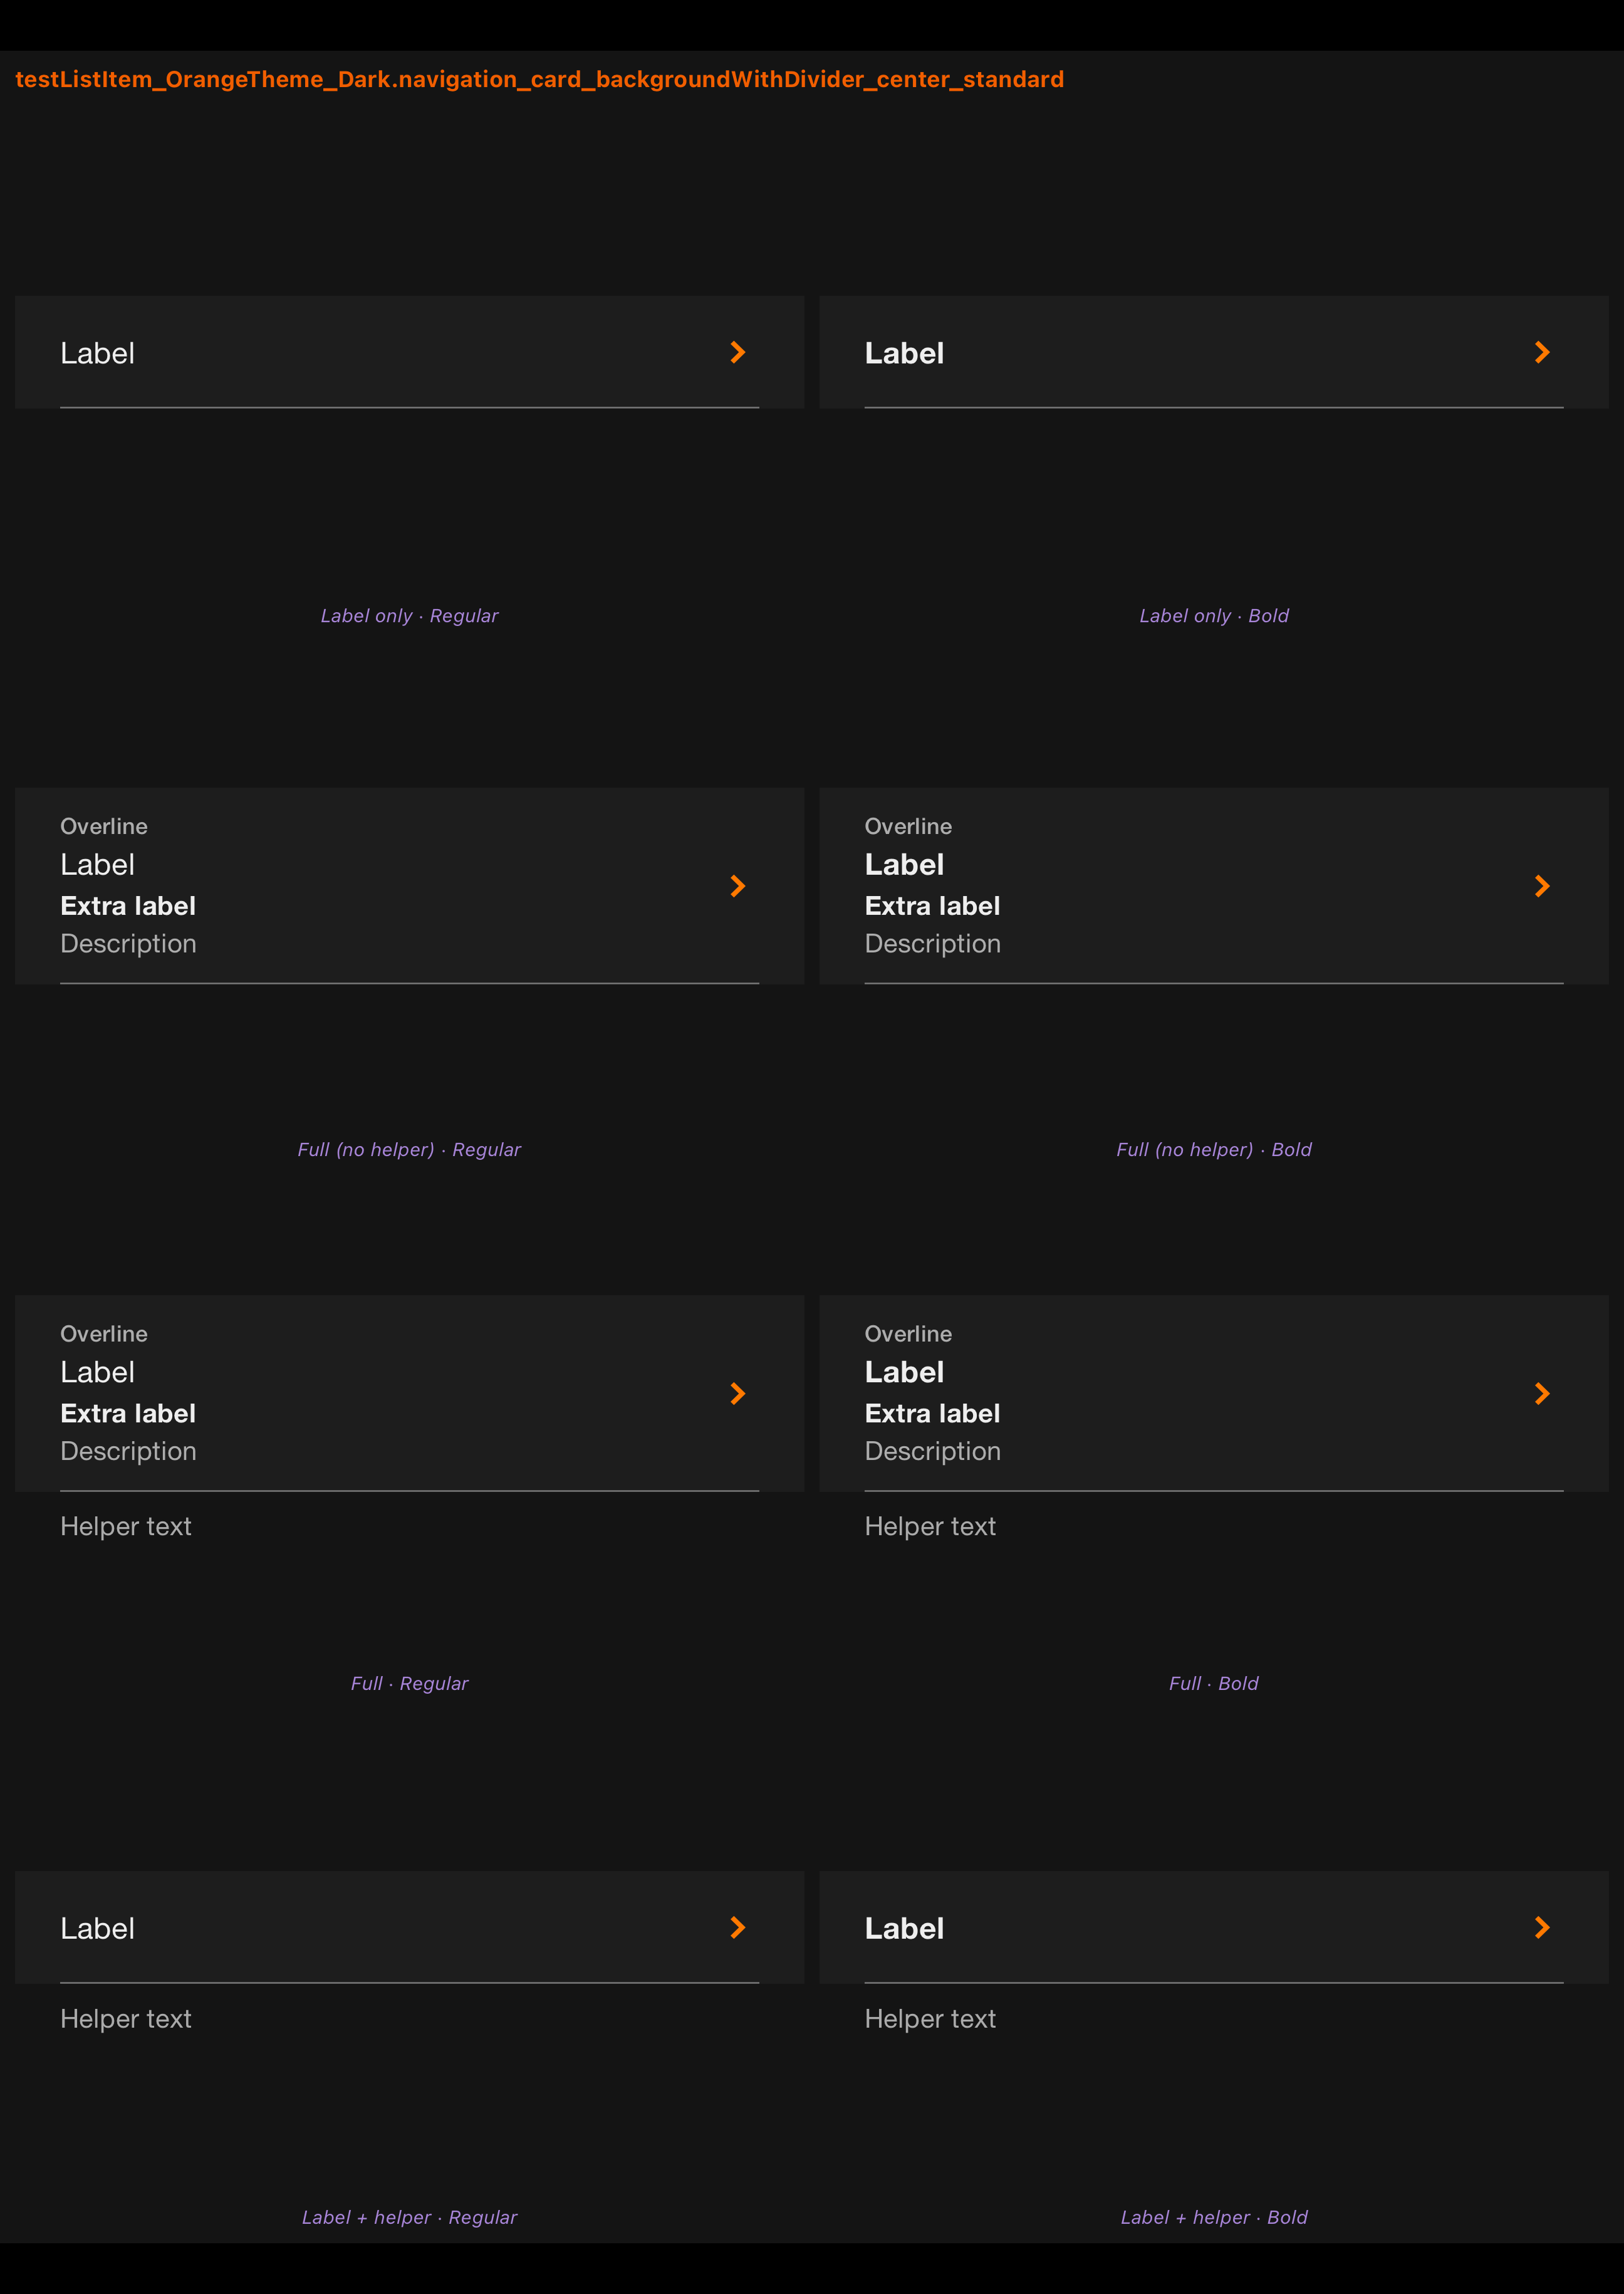 testListItem_OrangeTheme_Dark.navigation_card_backgroundWithDivider_center_standard
Label
Label
Label only · Regular
Label only · Bold
Overline
Label
Extra label
Description
Overline
Label
Extra label
Description
Full (no helper) · Regular
Full (no helper) · Bold
Overline
Label
Extra label
Description
Helper text
Overline
Label
Extra label
Description
Helper text
Full · Regular
Full · Bold
Label
Helper text
Label
Helper text
Label + helper · Regular
Label + helper · Bold